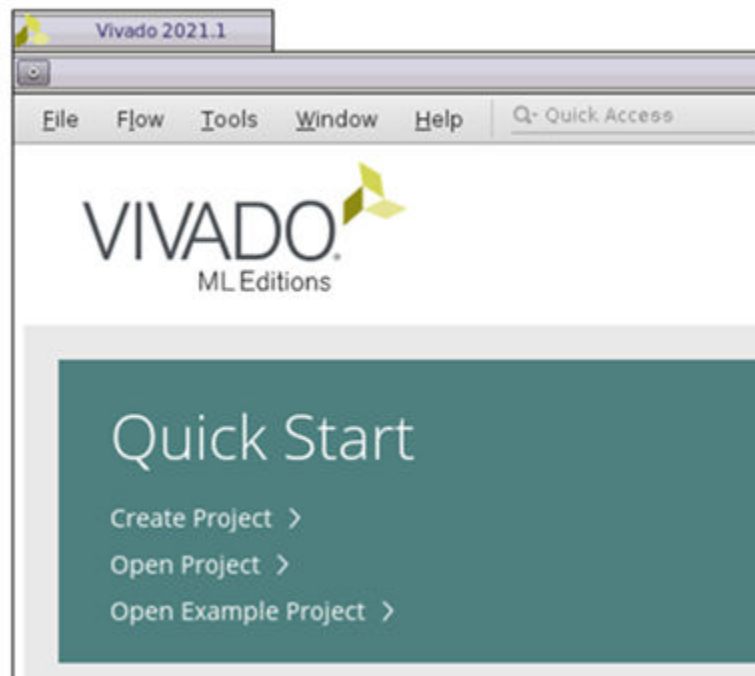 Vivado 2021.1
File Flow Tools Window Help Quick Access
VIVADO.
ML Editions
Quick Start
Create Project
Open Project
Open Example Project